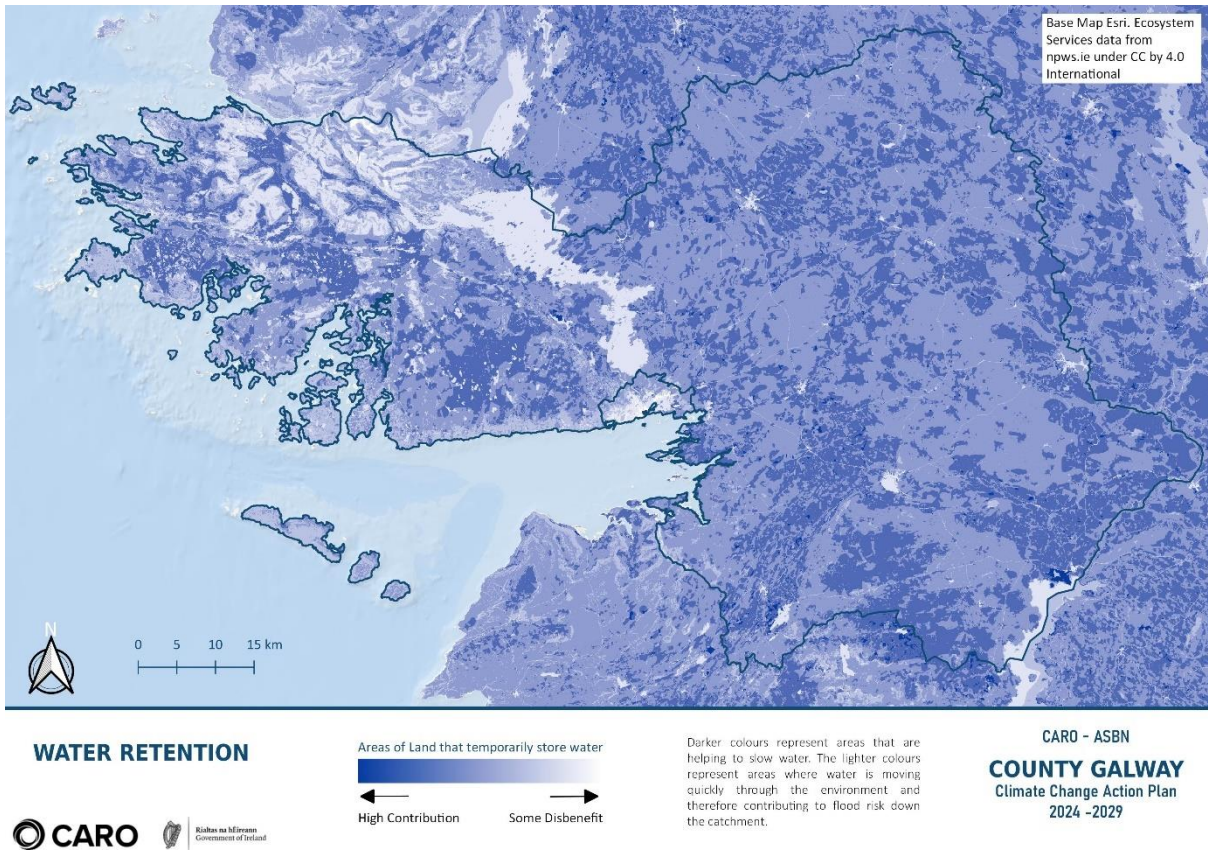 Base Map Esri. Ecosystem
Services data from
npws.ie under CC by 4.0
International
N
0 5 10 15 km
WATER RETENTION
CARO
Rialtas na hÉireann
Government of Ireland
Areas of Land that temporarily store water
High Contribution Some Disbenefit
Darker colours represent areas that are
helping to slow water. The lighter colours
represent areas where water is moving
quickly through the environment and
therefore contributing to flood risk down
the catchment.
CARO - ASBN
COUNTY GALWAY
Climate Change Action Plan
2024 -2029